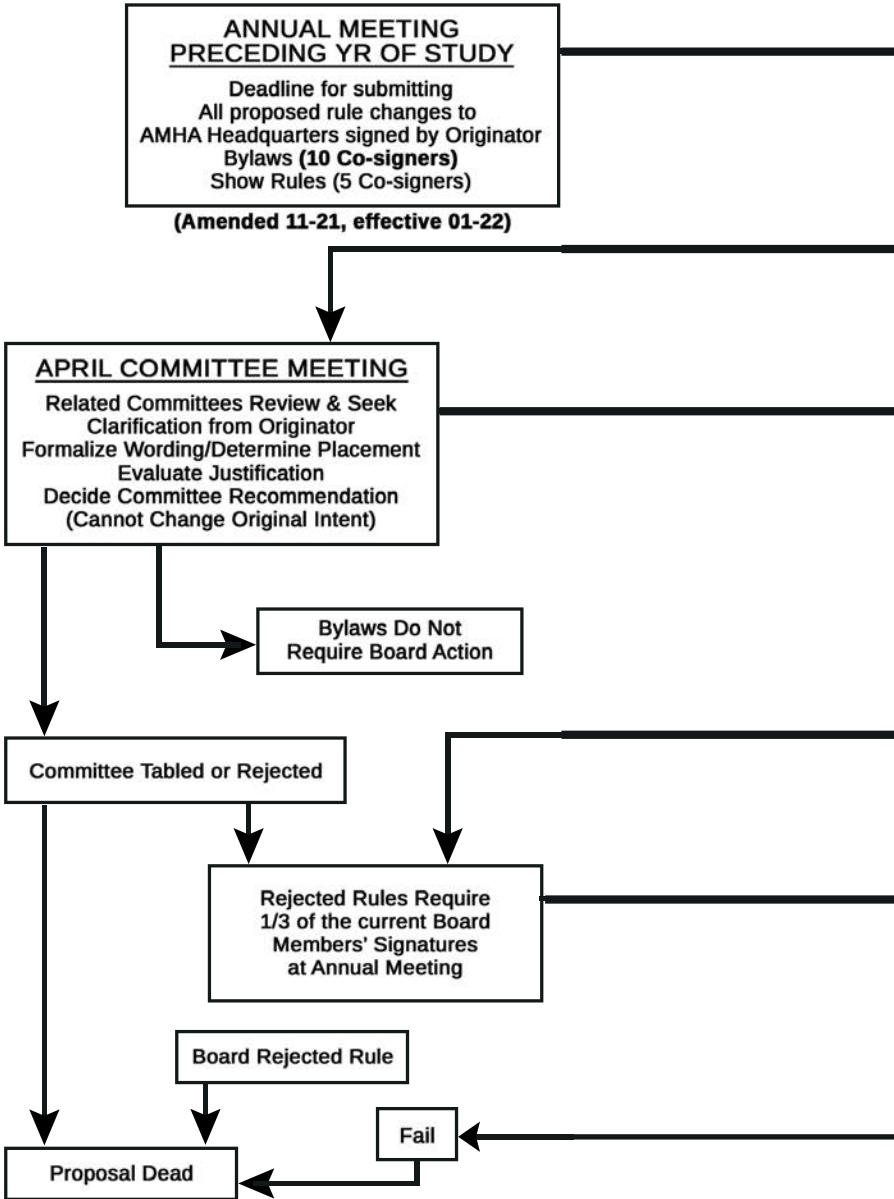 ANNUAL MEETING
PRECEDING YR OF STUDY
Deadline for submitting
All proposed rule changes to
AMHA Headquarters signed by Originator
Bylaws (10 Co-signers)
Show Rules (5 Co-signers)
(Amended 11-21, effective 01-22)
APRIL COMMITTEE MEETING
Related Committees Review & Seek
Clarification from Originator
Formalize Wording/Determine Placement
Evaluate Justification
Decide Committee Recommendation
(Cannot Change Original Intent)
Bylaws Do Not
Require Board Action
Committee Tabled or Rejected
Rejected Rules Require
1/3 of the current Board
Members' Signatures
at Annual Meeting
Board Rejected Rule
Fail
Proposal Dead